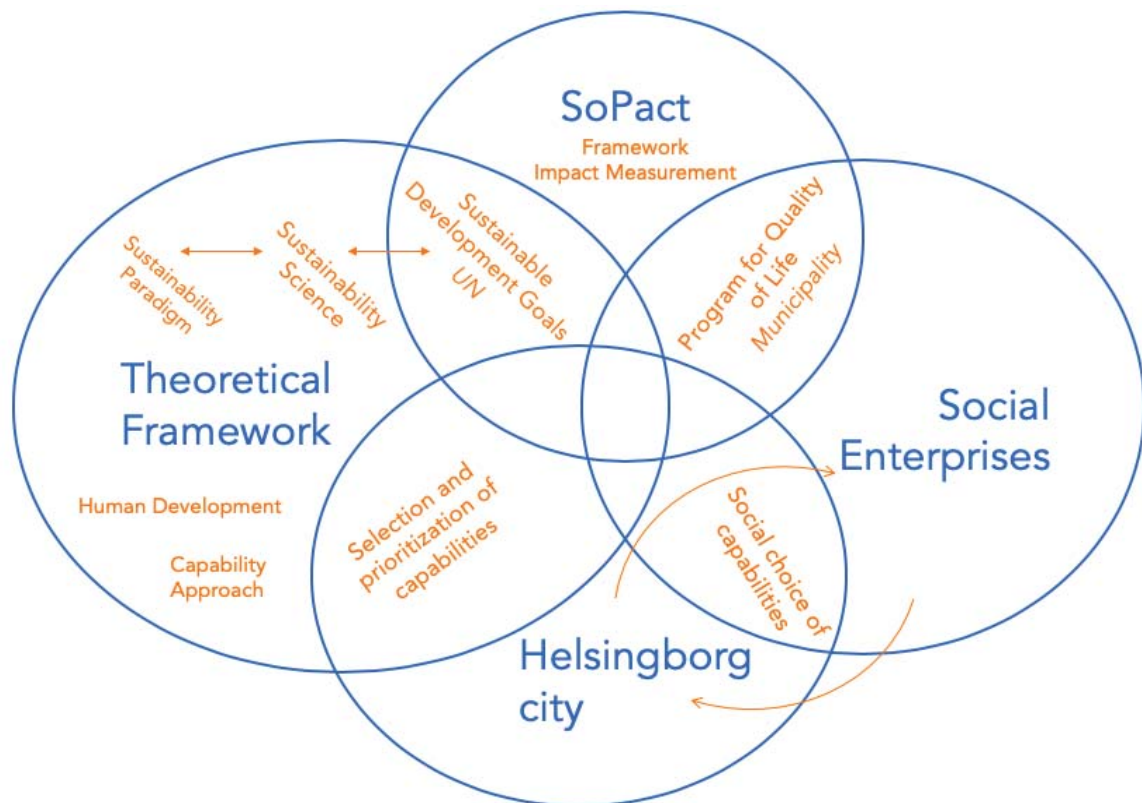 SoPact
Framework
Impact Measurement
Sustainable
Development Goals
UN
Program for Quality
of Life
Municipality
Sustainability
Paradigm
Sustainability
Science
Theoretical
Framework
Social
Enterprises
Human Development
Capability
Approach
Selection and
prioritization of
capabilities
Social choice of
capabilities
Helsingborg
city